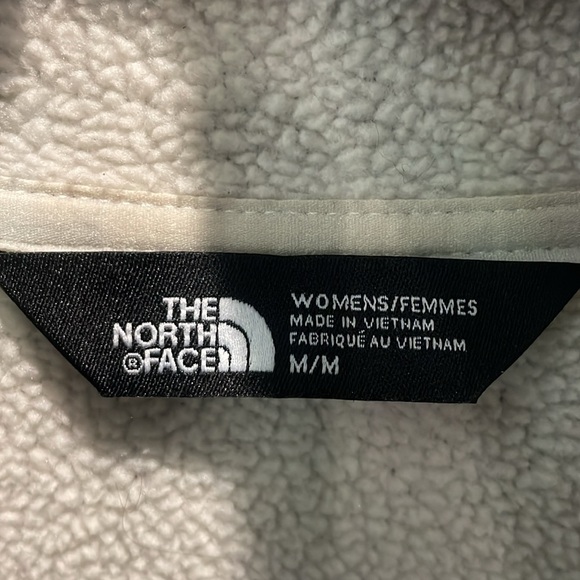 THE
NORTH
®FACE
WOMENS/FEMMES
MADE IN VIETNAM
FABRIQUÉ AU VIETNAM
M/M